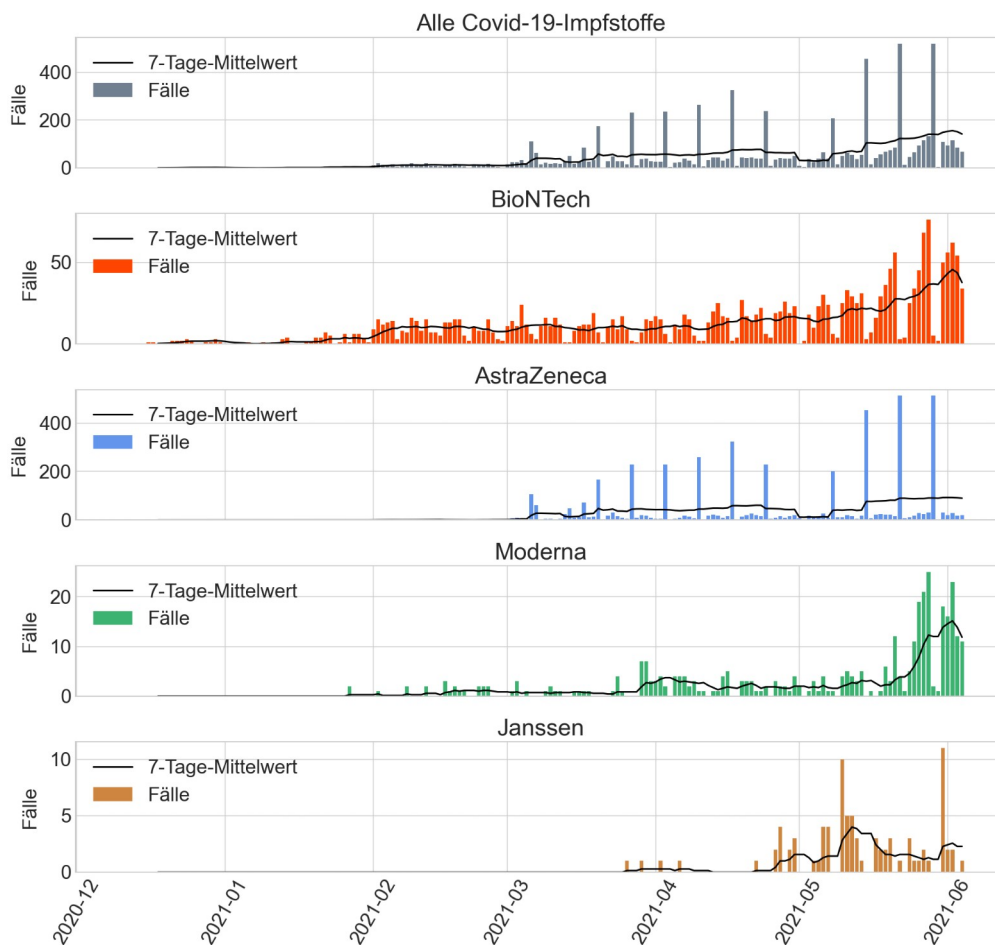 Alle Covid-19-Impfstoffe
Fälle
400
200
0
7-Tage-Mittelwert
Fälle
BioNTech
Fälle
50
0
7-Tage-Mittelwert
Fälle
AstraZeneca
Fälle
400
200
0
7-Tage-Mittelwert
Fälle
Moderna
Fälle
20
10
0
7-Tage-Mittelwert
Fälle
Janssen
Fälle
10
5
0
7-Tage-Mittelwert
Fälle
2020-12
2021-01
2021-02
2021-03
2021-04
2021-05
2021-06